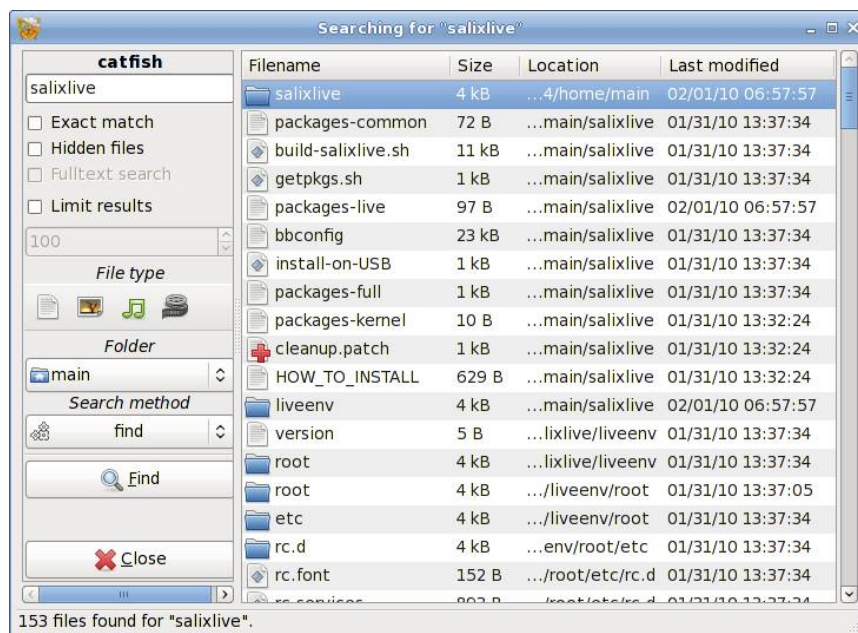 Searching for "salixlive"
catfish
salixlive
Exact match
Hidden files
Fulltext search
Limit results
100
File type
Folder
main
Search method
find
Find
Close
Filename Size Location Last modified
salixlive 4 kB ...4/home/main 02/01/10 06:57:57
packages-common 72 B ...main/salixlive 01/31/10 13:37:34
build-salixlive.sh 11 kB ...main/salixlive 01/31/10 13:37:34
getpkgs.sh 1 kB ...main/salixlive 01/31/10 13:37:34
packages-live 97 B ...main/salixlive 02/01/10 06:57:57
bbconfig 23 kB ...main/salixlive 01/31/10 13:37:34
install-on-USB 1 kB ...main/salixlive 01/31/10 13:37:34
packages-full 1 kB ...main/salixlive 01/31/10 13:37:34
packages-kernel 10 B ...main/salixlive 01/31/10 13:32:24
cleanup.patch 1 kB ...main/salixlive 01/31/10 13:32:24
HOW_TO_INSTALL 629 B ...main/salixlive 01/31/10 13:32:24
liveenv 4 kB ...main/salixlive 02/01/10 06:57:57
version 5 B ...lixlive/liveenv 01/31/10 13:37:34
root 4 kB ...lixlive/liveenv 01/31/10 13:37:34
root 4 kB .../liveenv/root 01/31/10 13:37:05
etc 4 kB .../liveenv/root 01/31/10 13:37:34
rc.d 4 kB ...env/root/etc 01/31/10 13:37:34
rc.font 152 B .../root/etc/rc.d 01/31/10 13:37:34
153 files found for "salixlive".